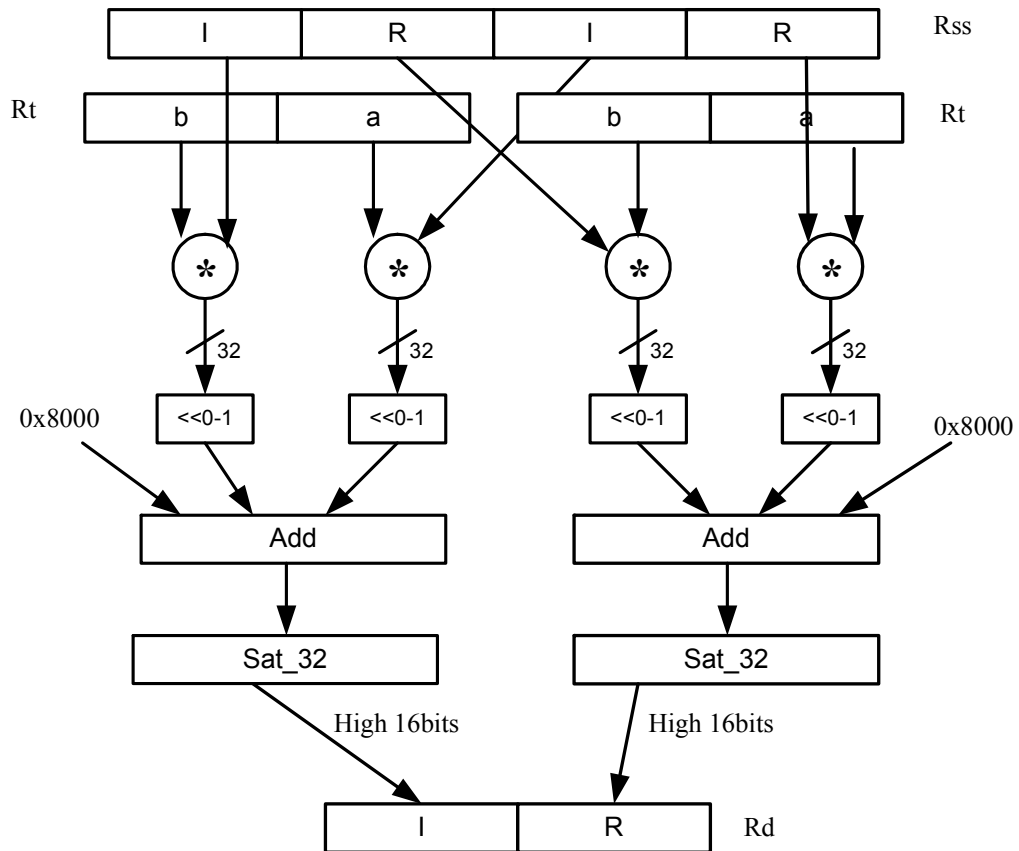 I R I R Rss
Rt b a b a Rt
* * * *
32 32 32 32
<<0-1 <<0-1 <<0-1 <<0-1
0x8000 0x8000
Add Add
Sat_32 Sat_32
High 16bits High 16bits
I R Rd